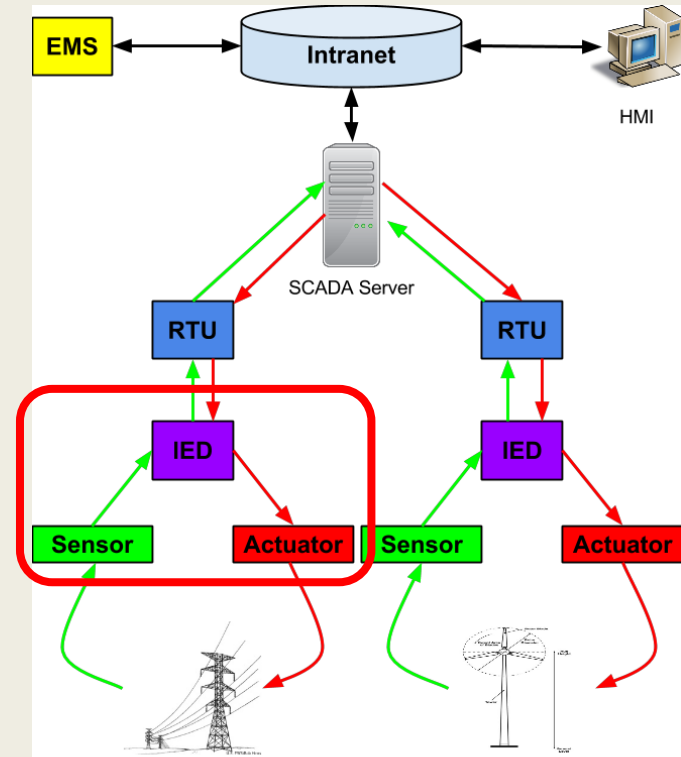 EMS
Intranet
HMI
SCADA Server
RTU
RTU
IED
IED
Sensor
Actuator
Sensor
Actuator